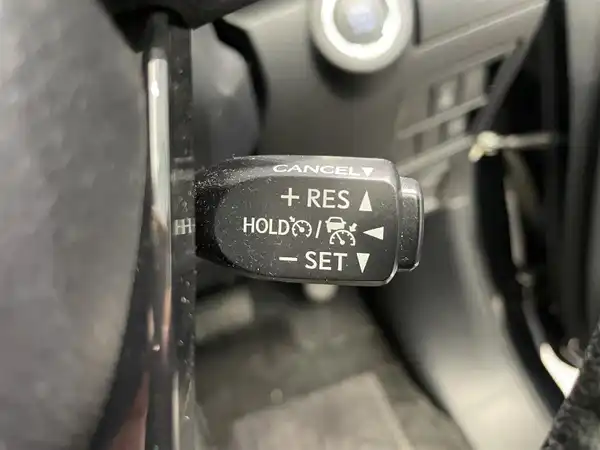 CANCEL▼
+ RES ▲
HOLD / ◀
− SET ▼